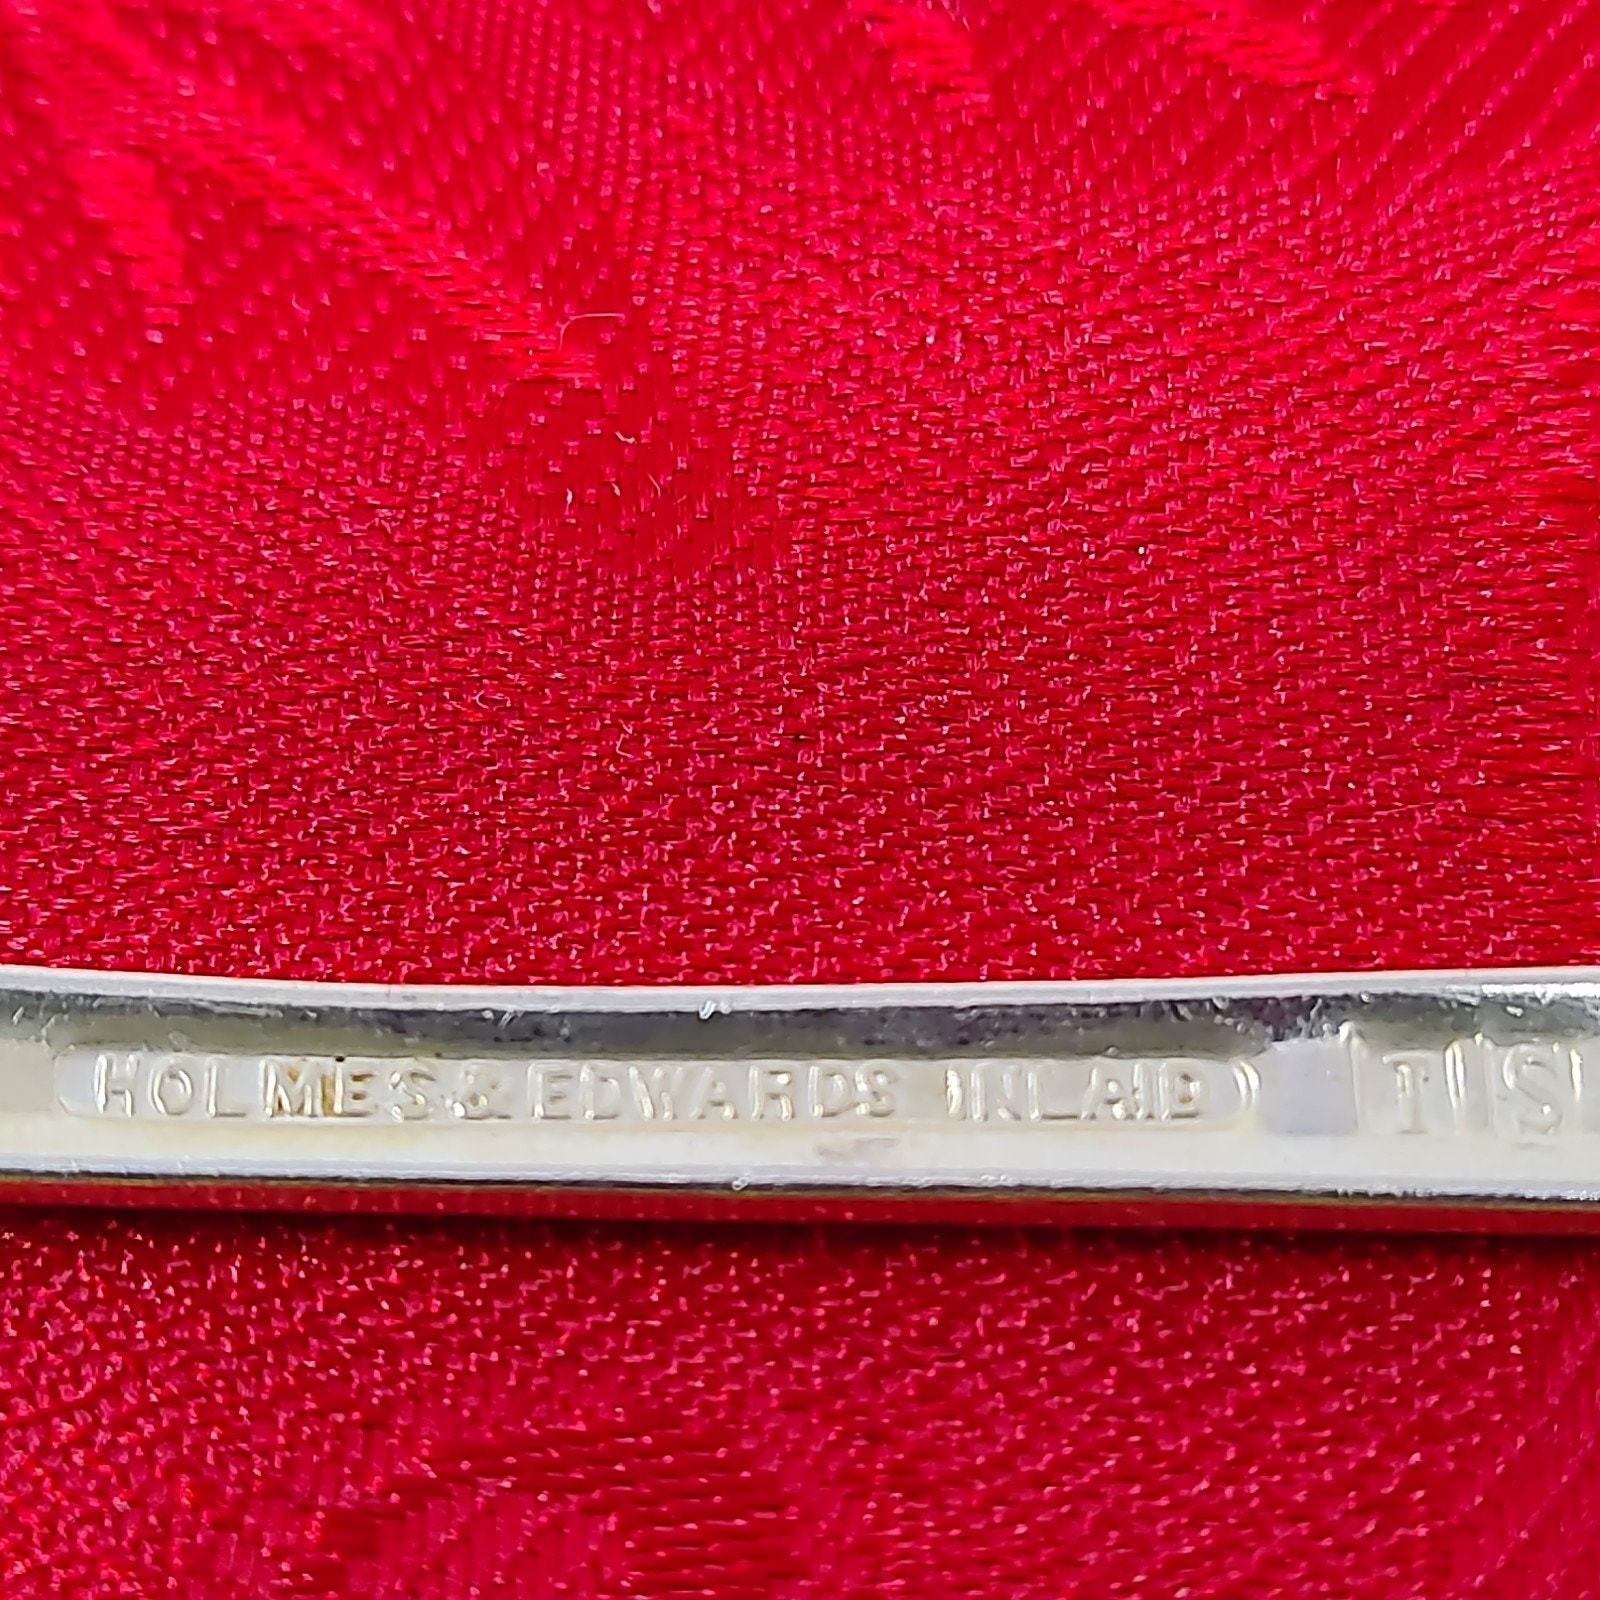 HOLMES & EDWARDS INLAID I S